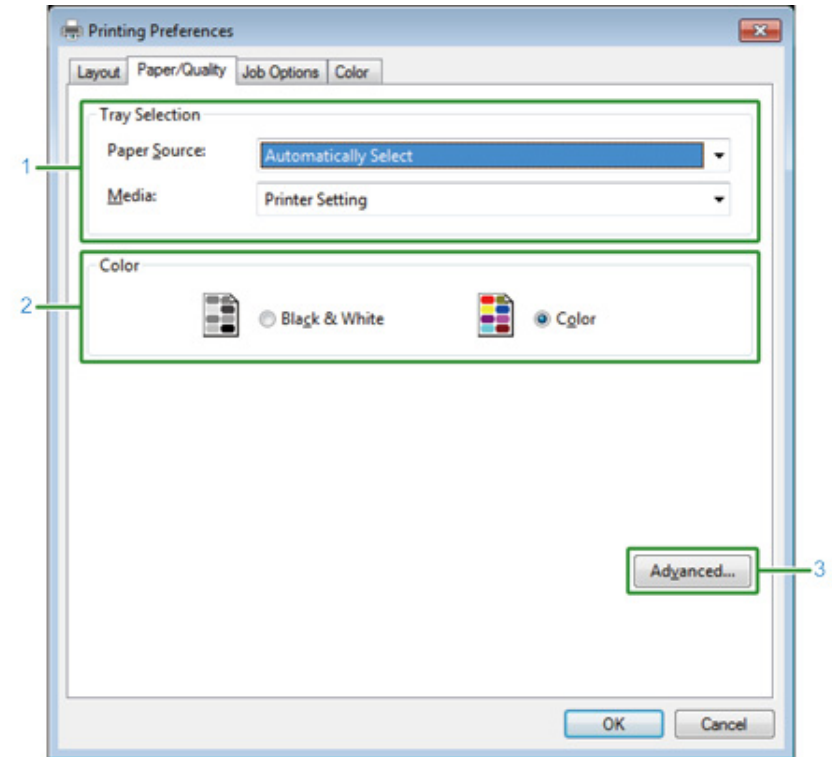 Printing Preferences
Layout Paper/Quality Job Options Color
Tray Selection
1 Paper Source: Automatically Select
Media: Printer Setting
Color
2 Black & White Color
Advanced... 3
OK Cancel